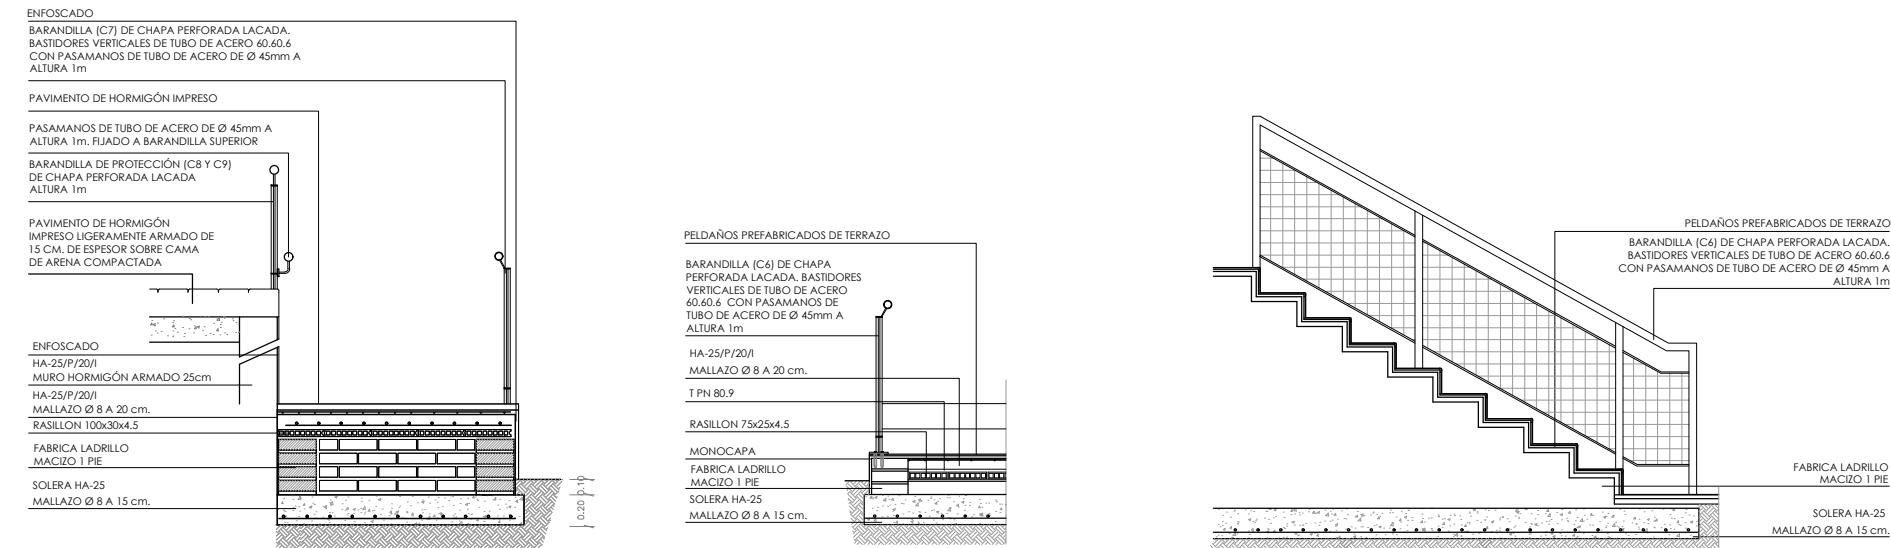 ENFOSCADO
BARANDILLA (C7) DE CHAPA PERFORADA LACADA.
BASTIDORES VERTICALES DE TUBO DE ACERO 60.60.6
CON PASAMANOS DE TUBO DE ACERO DE Ø 45mm A
ALTURA 1m
PAVIMENTO DE HORMIGÓN IMPRESO
PASAMANOS DE TUBO DE ACERO DE Ø 45mm A
ALTURA 1m. FIJADO A BARANDILLA SUPERIOR
BARANDILLA DE PROTECCIÓN (C8 Y C9)
DE CHAPA PERFORADA LACADA
ALTURA 1m
PAVIMENTO DE HORMIGÓN
IMPRESO LIGERAMENTE ARMADO DE
15 CM. DE ESPESOR SOBRE CAMA
DE ARENA COMPACTADA
ENFOSCADO
HA-25/P/20/I
MURO HORMIGÓN ARMADO 25cm
HA-25/P/20/I
MALLAZO Ø 8 A 20 cm.
RASILLON 100x30x4.5
FABRICA LADRILLO
MACIZO 1 PIE
SOLERA HA-25
MALLAZO Ø 8 A 15 cm.
0.20 0.10
PELDAÑOS PREFABRICADOS DE TERRAZO
BARANDILLA (C6) DE CHAPA
PERFORADA LACADA. BASTIDORES
VERTICALES DE TUBO DE ACERO
60.60.6 CON PASAMANOS DE
TUBO DE ACERO DE Ø 45mm A
ALTURA 1m
HA-25/P/20/I
MALLAZO Ø 8 A 20 cm.
T PN 80.9
RASILLON 75x25x4.5
MONOCAPA
FABRICA LADRILLO
MACIZO 1 PIE
SOLERA HA-25
MALLAZO Ø 8 A 15 cm.
PELDAÑOS PREFABRICADOS DE TERRAZO
BARANDILLA (C6) DE CHAPA PERFORADA LACADA.
BASTIDORES VERTICALES DE TUBO DE ACERO 60.60.6
CON PASAMANOS DE TUBO DE ACERO DE Ø 45mm A
ALTURA 1m
FABRICA LADRILLO
MACIZO 1 PIE
SOLERA HA-25
MALLAZO Ø 8 A 15 cm.